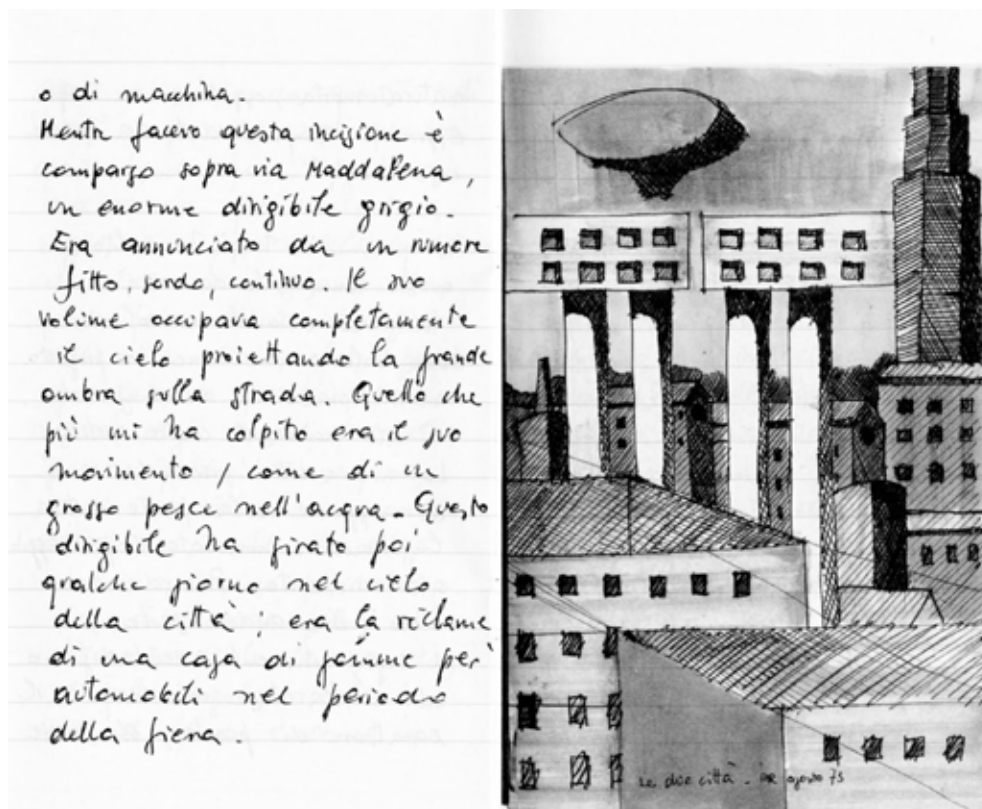 o di macchina.
Mentre facevo questa incisione è
comparso sopra via Maddalena,
un enorme dirigibile grigio.
Era annunciato da un rumore
fitto, sordo, continuo. Il suo
volume occupava completamente
il cielo proiettando la grande
ombra sulla strada. Quello che
più mi ha colpito era il suo
movimento / come di un
grosso pesce nell'acqua. Questo
dirigibile ha girato poi
qualche giorno nel cielo
della città; era la réclame
di una casa di gomme per
automobili nel periodo
della fiera.
le due città - AR agosto 75